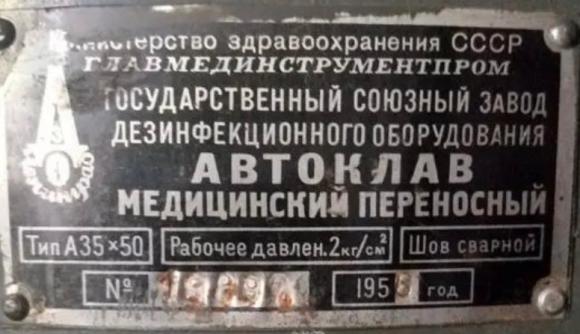 Министерство здравоохранения СССР
ГЛАВМЕДИНСТРУМЕНТПРОМ
ГОСУДАРСТВЕННЫЙ СОЮЗНЫЙ ЗАВОД
ДЕЗИНФЕКЦИОННОГО ОБОРУДОВАНИЯ
АВТОКЛАВ
МЕДИЦИНСКИЙ ПЕРЕНОСНЫЙ
Тип А35×50 Рабочее давлен. 2кг/см² Шов сварной
№
год